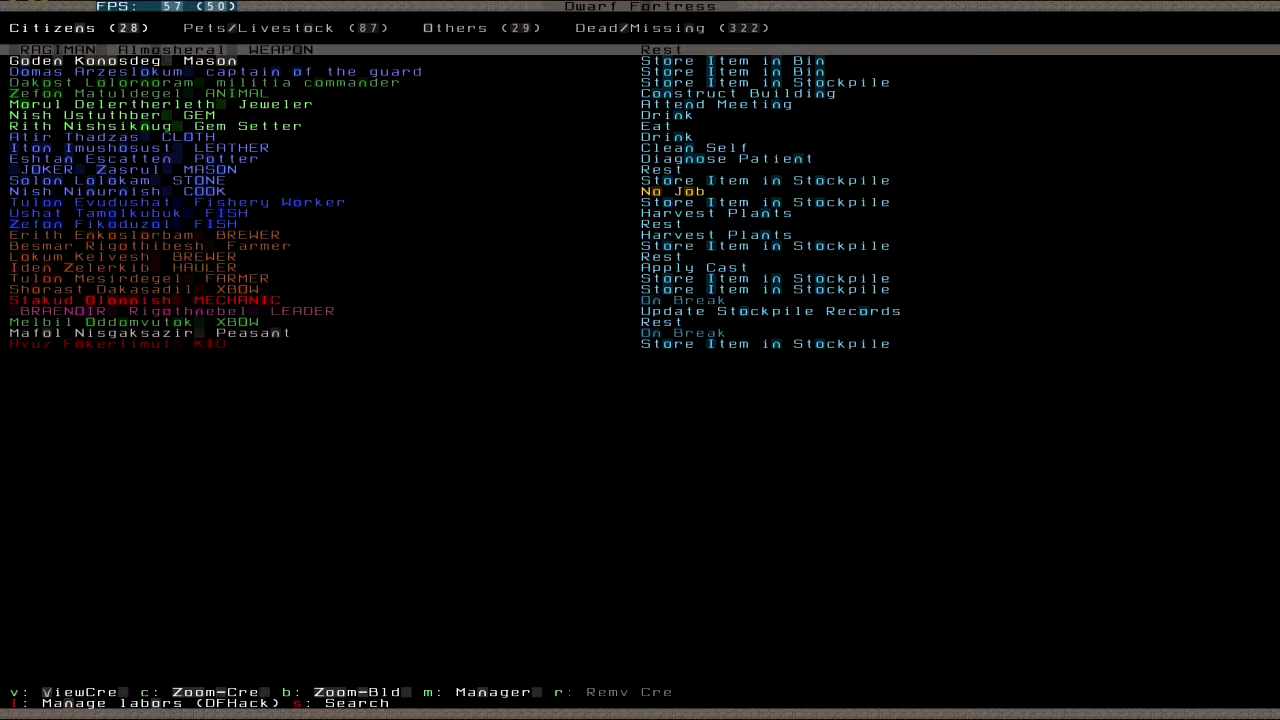 FPS: 57 (50) Dwarf Fortress
Citizens (28) Pets/Livestock (87) Others (29) Dead/Missing (322)
RAGIMAN Almosheral WEAPON Rest
Goden Konosdeg Mason Store Item in Bin
Domas Arzeslokum captain of the guard Store Item in Bin
Dakost Lolornoram militia commander Store Item in Stockpile
Zefon Matuldegel ANIMAL Construct Building
Morul Delertherleth Jeweler Attend Meeting
Nish Ustuthber GEM Drink
Rith Nishsiknug Gem Setter Eat
Atir Thadzas CLOTH Drink
Iton Imushosust LEATHER Clean Self
Eshtan Escatten Potter Diagnose Patient
JOKER Zasrul MASON Rest
Solon Lolokam STONE Store Item in Stockpile
Nish Ninurnish COOK No Job
Tulon Evudushat Fishery Worker Store Item in Stockpile
Ushat Tamolkubuk FISH Harvest Plants
Zefon Fikoduzol FISH Rest
Erith Enkoslorbam BREWER Harvest Plants
Besmar Rigothibesh Farmer Store Item in Stockpile
Lokum Kelvesh BREWER Rest
Iden Zelerkib HAULER Apply Cast
Tulon Mesirdegel FARMER Store Item in Stockpile
Shorast Dakasadil XBOW Store Item in Stockpile
Stakud Olonnish MECHANIC On Break
BRAENOIR Rigothnebel LEADER Update Stockpile Records
Melbil Oddomvutok XBOW Rest
Mafol Nisgaksazir Peasant On Break
KID Store Item in Stockpile
v: ViewCre c: Zoom-Cre b: Zoom-Bld m: Manager r: Remv Cre
l: Manage labors (DFHack) s: Search